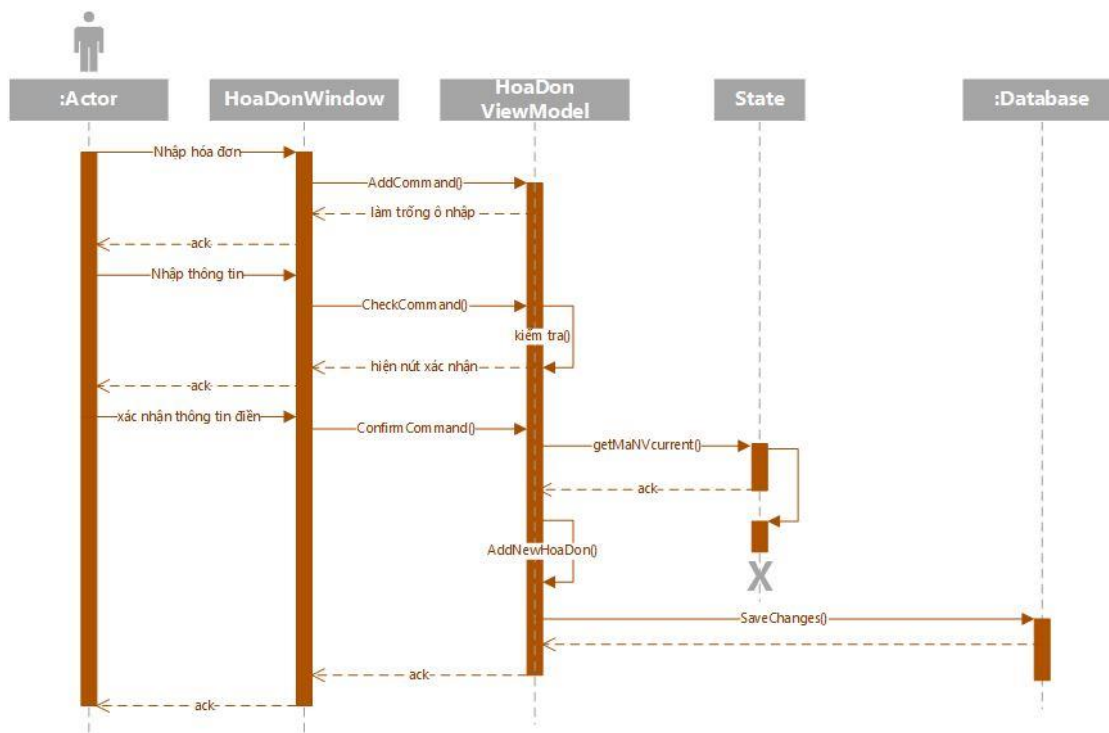 :Actor
HoaDonWindow
HoaDon
ViewModel
State
:Database
Nhập hóa đơn
AddCommand()
làm trống ô nhập
ack
Nhập thông tin
CheckCommand()
kiểm tra()
hiện nút xác nhận
ack
xác nhận thông tin điền
ConfirmCommand()
getMaNVcurrent()
ack
AddNewHoaDon()
X
SaveChanges()
ack
ack